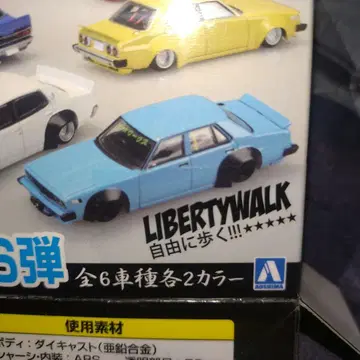 LIBERTYWALK
自由に歩く!!!★★★★★
6弾
全6車種各2カラー
AOSHIMA
使用素材
ボディ：ダイキャスト(亜鉛合金)
シャーシ・内装：ABS